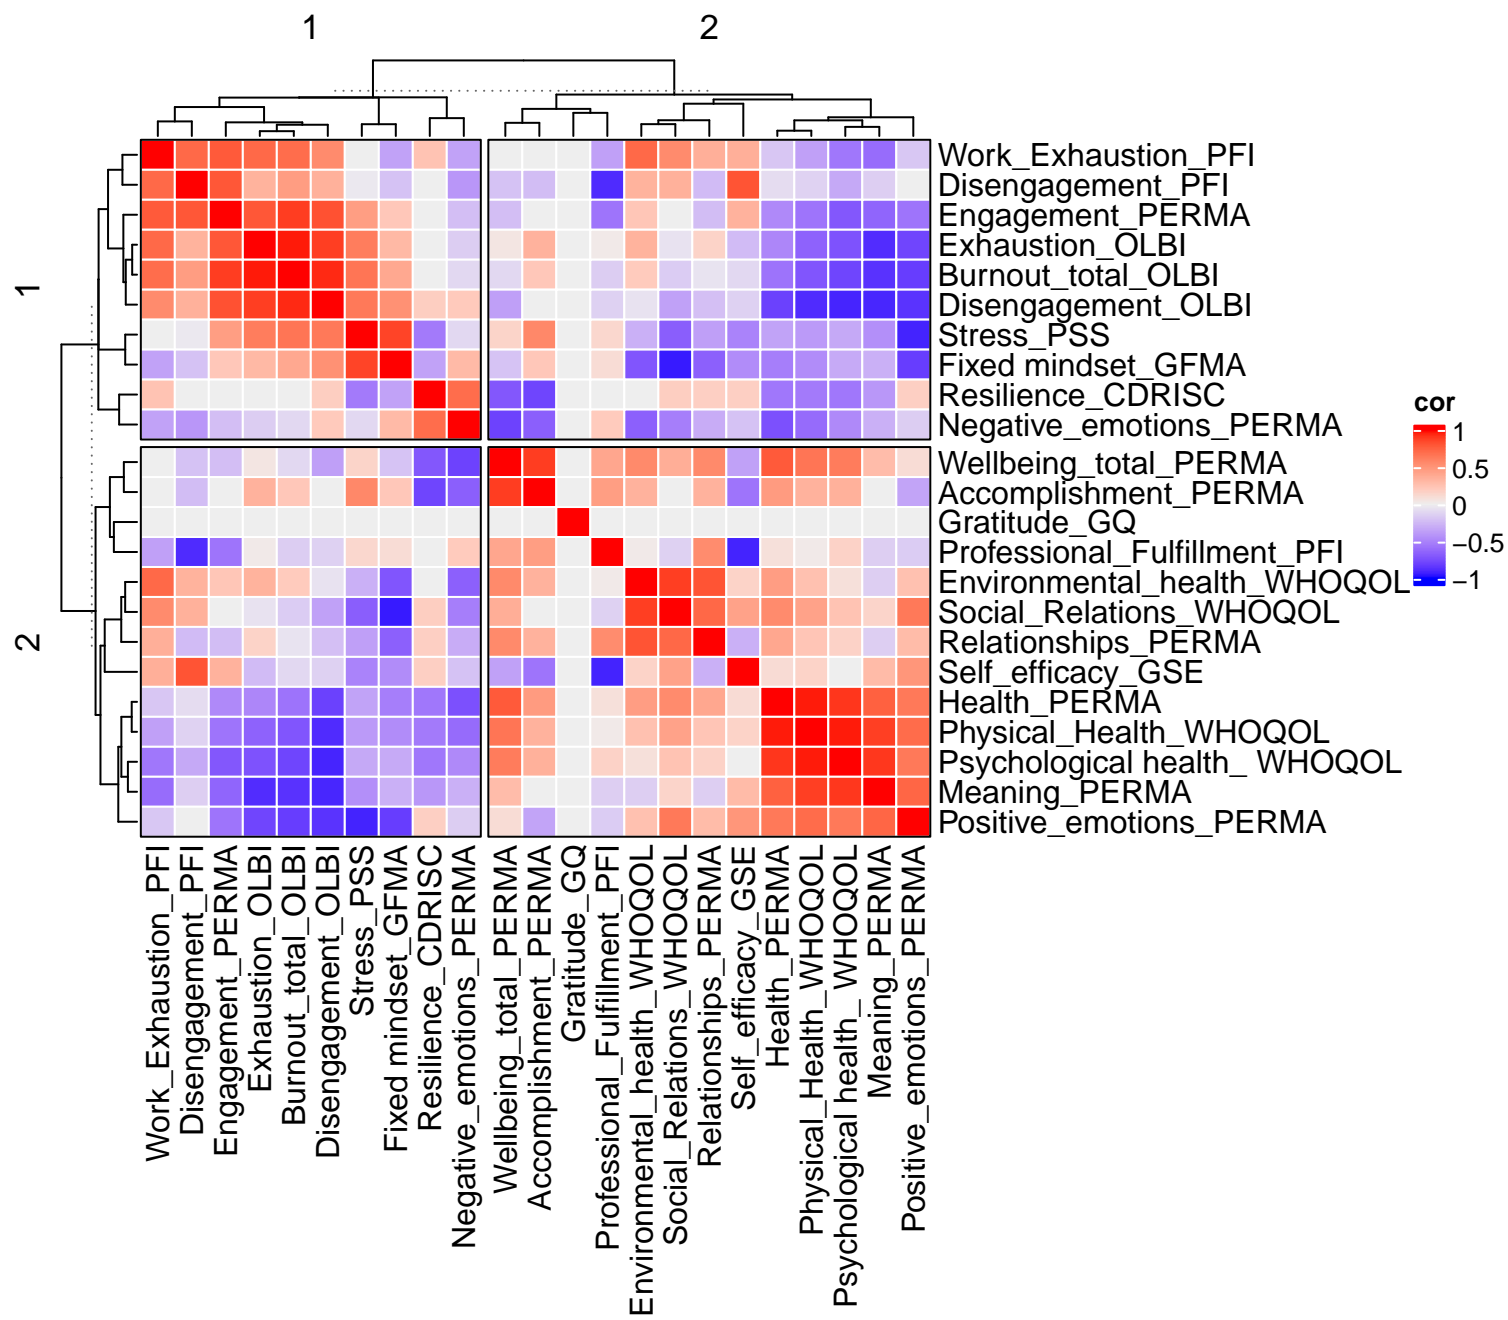 1
2
1
2
Work_Exhaustion_PFI
Disengagement_PFI
Engagement_PERMA
Exhaustion_OLBI
Burnout_total_OLBI
Disengagement_OLBI
Stress_PSS
Fixed mindset_GFMA
Resilience_CDRISC
Negative_emotions_PERMA
Wellbeing_total_PERMA
Accomplishment_PERMA
Gratitude_GQ
Professional_Fulfillment_PFI
Environmental_health_WHOQOL
Social_Relations_WHOQOL
Relationships_PERMA
Self_efficacy_GSE
Health_PERMA
Physical_Health_WHOQOL
Psychological health_ WHOQOL
Meaning_PERMA
Positive_emotions_PERMA
cor
1
0.5
0
−0.5
−1
Work_Exhaustion_PFI
Disengagement_PFI
Engagement_PERMA
Exhaustion_OLBI
Burnout_total_OLBI
Disengagement_OLBI
Stress_PSS
Fixed mindset_GFMA
Resilience_CDRISC
Negative_emotions_PERMA
Wellbeing_total_PERMA
Accomplishment_PERMA
Gratitude_GQ
Professional_Fulfillment_PFI
Environmental_health_WHOQOL
Social_Relations_WHOQOL
Relationships_PERMA
Self_efficacy_GSE
Health_PERMA
Physical_Health_WHOQOL
Psychological health_ WHOQOL
Meaning_PERMA
Positive_emotions_PERMA